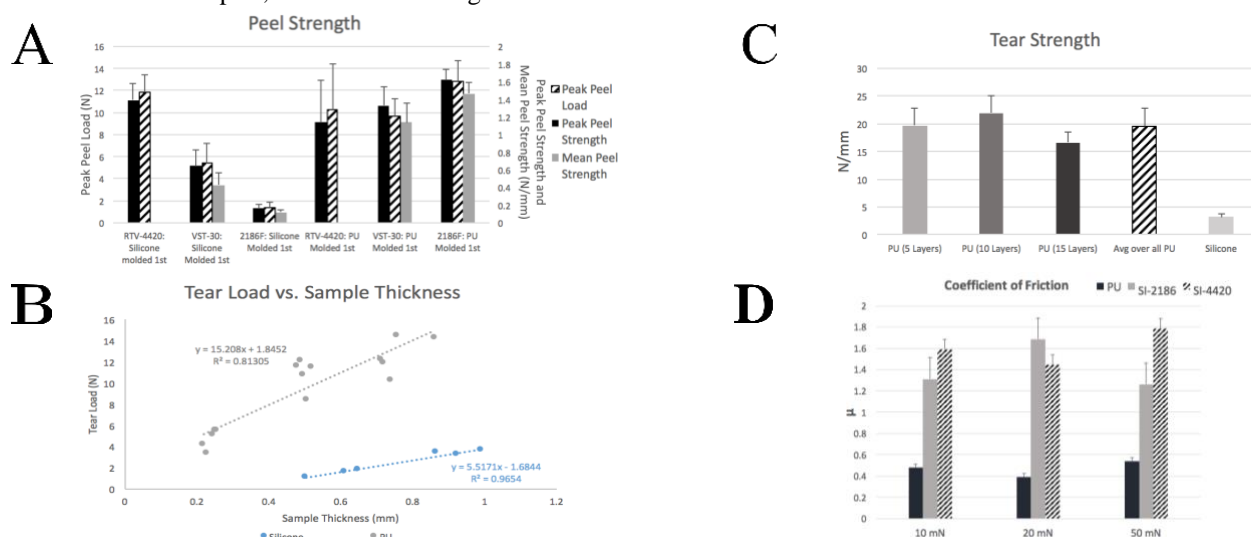 A
Peel Strength
16
14
12
10
8
6
4
2
0
Peak Peel Load (N)
2
1.8
1.6
1.4
1.2
1
0.8
0.6
0.4
0.2
0
Peak Peel Strength and
Mean Peel Strength (N/mm)
Peak Peel
Load
Peak Peel
Strength
Mean Peel
Strength
RTV-4420:
Silicone
molded 1st
VST-30:
Silicone
Molded 1st
2186F: Silicone
Molded 1st
RTV-4420: PU
Molded 1st
VST-30: PU
Molded 1st
2186F: PU
Molded 1st
B
Tear Load vs. Sample Thickness
16
14
12
10
8
6
4
2
0
Tear Load (N)
y = 15.208x + 1.8452
R² = 0.81305
y = 5.5171x - 1.6844
R² = 0.9654
0
0.2
0.4
0.6
0.8
1
1.2
Sample Thickness (mm)
Silicone
PU
C
Tear Strength
30
25
20
15
10
5
0
N/mm
PU (5 Layers)
PU (10 Layers)
PU (15 Layers)
Avg over all PU
Silicone
D
Coefficient of Friction
PU
SI-2186
SI-4420
2
1.8
1.6
1.4
1.2
1
0.8
0.6
0.4
0.2
0
μ
10 mN
20 mN
50 mN